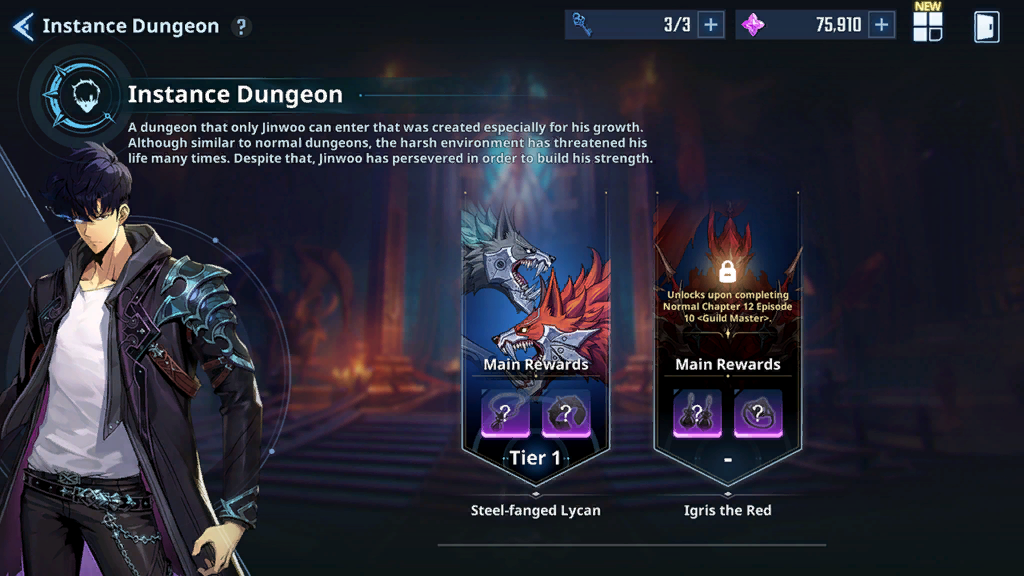 Instance Dungeon ?
3/3 +
75,910 +
NEW
Instance Dungeon
A dungeon that only Jinwoo can enter that was created especially for his growth.
Although similar to normal dungeons, the harsh environment has threatened his
life many times. Despite that, Jinwoo has persevered in order to build his strength.
Main Rewards
? ?
Tier 1
Steel-fanged Lycan
Unlocks upon completing
Normal Chapter 12 Episode
10 <Guild Master>.
Main Rewards
? ?
-
Igris the Red